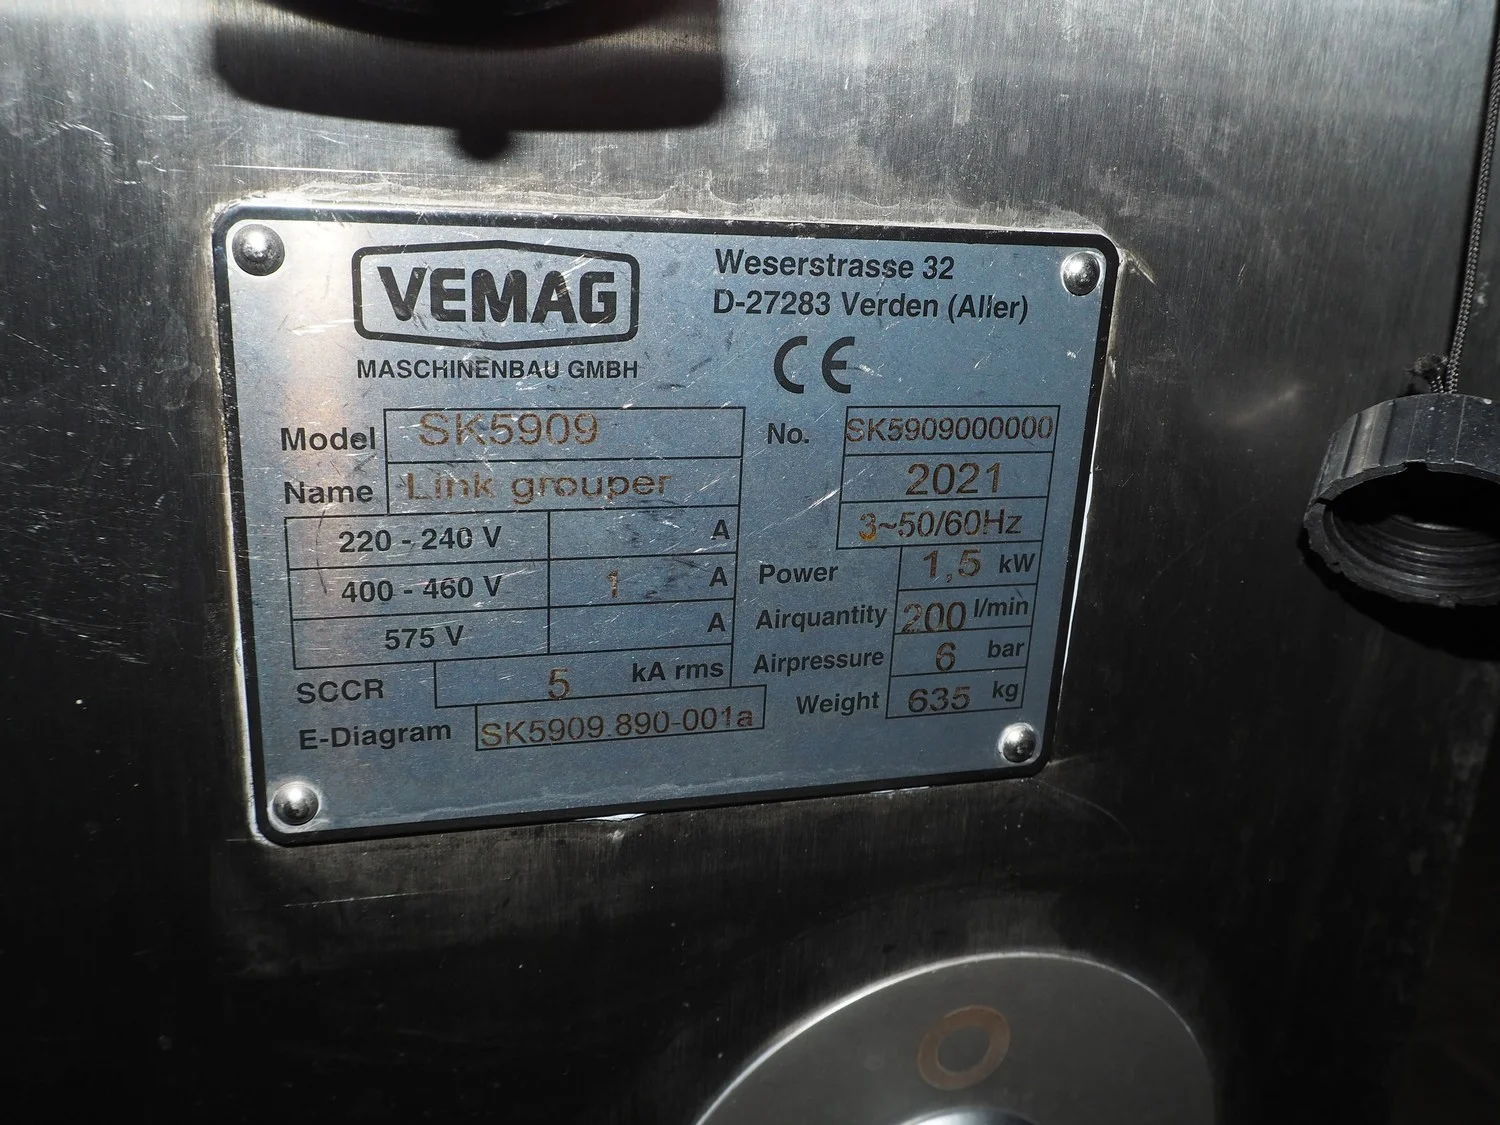 VEMAG
MASCHINENBAU GMBH
Weserstrasse 32
D-27283 Verden (Aller)
CE
Model SK5909
Name Link grouper
220 - 240 V A
400 - 460 V 1 A
575 V A
SCCR 5 kA rms
E-Diagram SK5909.890-001a
No. SK5909000000
2021
3~50/60Hz
Power 1,5 kW
Airquantity 200 l/min
Airpressure 6 bar
Weight 635 kg